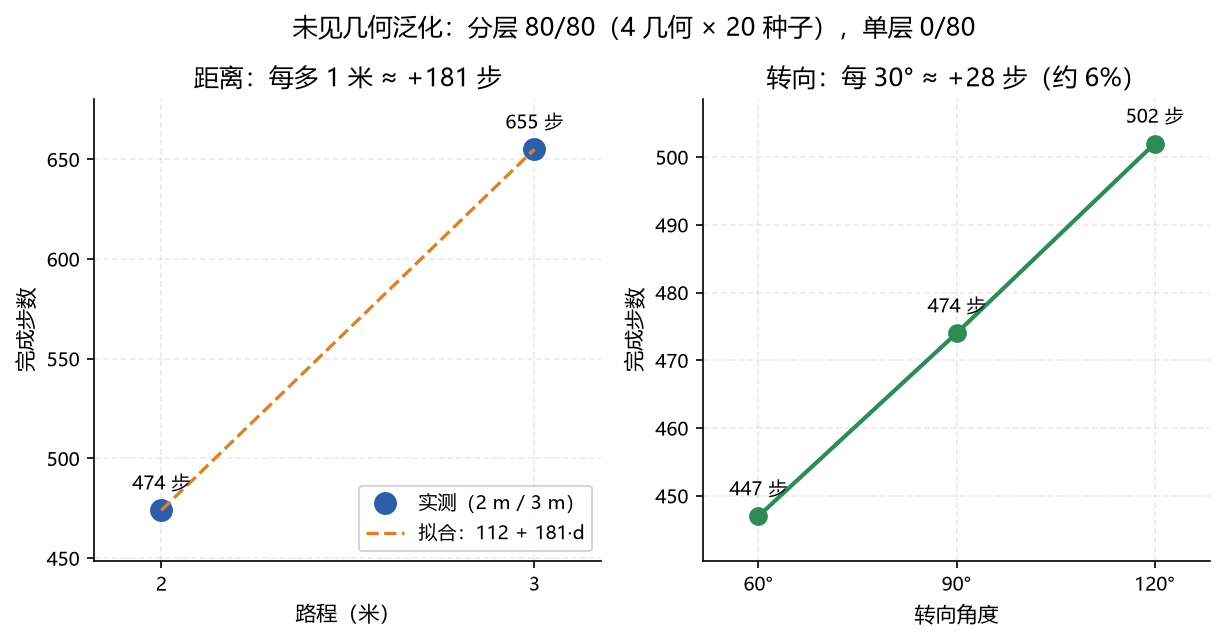 未见几何泛化：分层 80/80（4 几何 × 20 种子），单层 0/80
距离：每多 1 米 ≈ +181 步
655 步
474 步
650
600
550
500
450
完成步数
实测（2 m / 3 m）
拟合：112 + 181·d
2
3
路程（米）
转向：每 30° ≈ +28 步（约 6%）
502 步
474 步
447 步
500
490
480
470
460
450
完成步数
60°
90°
120°
转向角度